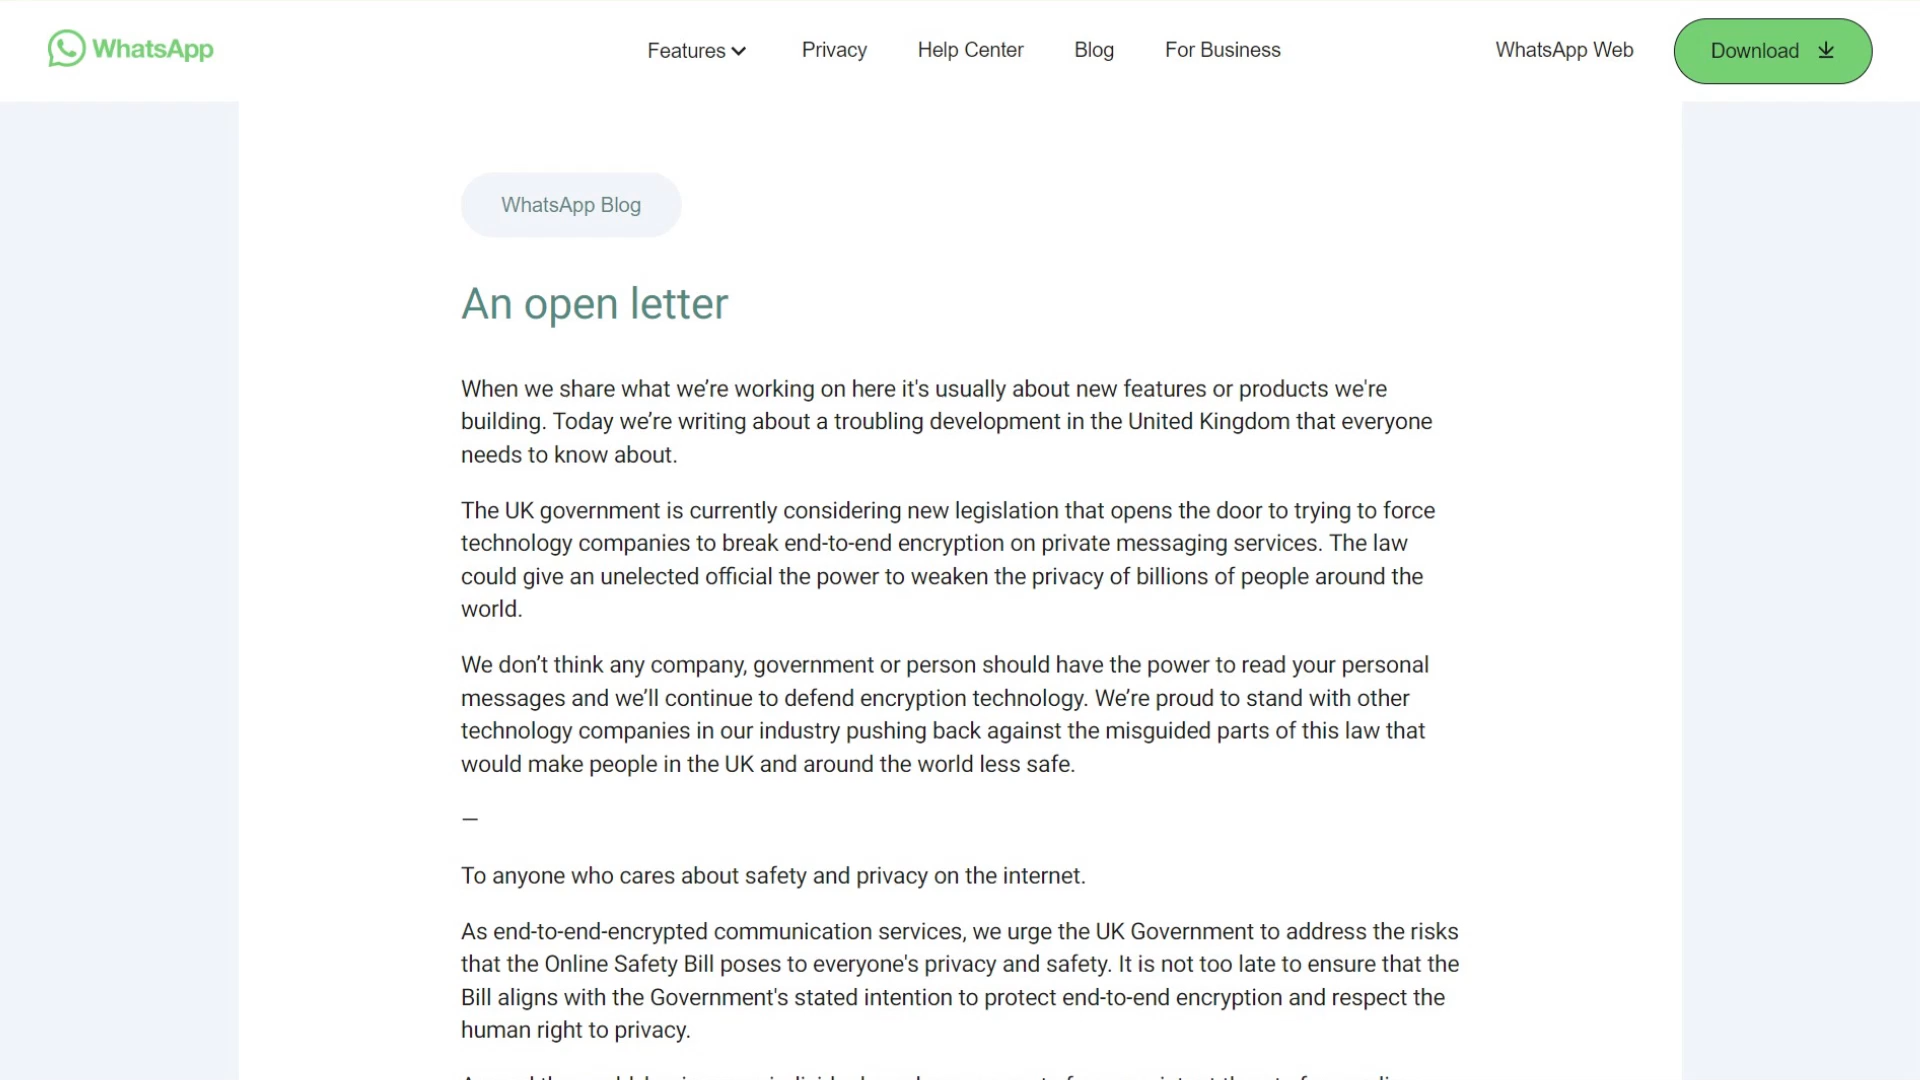 WhatsApp
Features
Privacy
Help Center
Blog
For Business
WhatsApp Web
Download
WhatsApp Blog
An open letter
When we share what we’re working on here it's usually about new features or products we're
building. Today we’re writing about a troubling development in the United Kingdom that everyone
needs to know about.
The UK government is currently considering new legislation that opens the door to trying to force
technology companies to break end-to-end encryption on private messaging services. The law
could give an unelected official the power to weaken the privacy of billions of people around the
world.
We don’t think any company, government or person should have the power to read your personal
messages and we’ll continue to defend encryption technology. We’re proud to stand with other
technology companies in our industry pushing back against the misguided parts of this law that
would make people in the UK and around the world less safe.
—
To anyone who cares about safety and privacy on the internet.
As end-to-end-encrypted communication services, we urge the UK Government to address the risks
that the Online Safety Bill poses to everyone's privacy and safety. It is not too late to ensure that the
Bill aligns with the Government's stated intention to protect end-to-end encryption and respect the
human right to privacy.